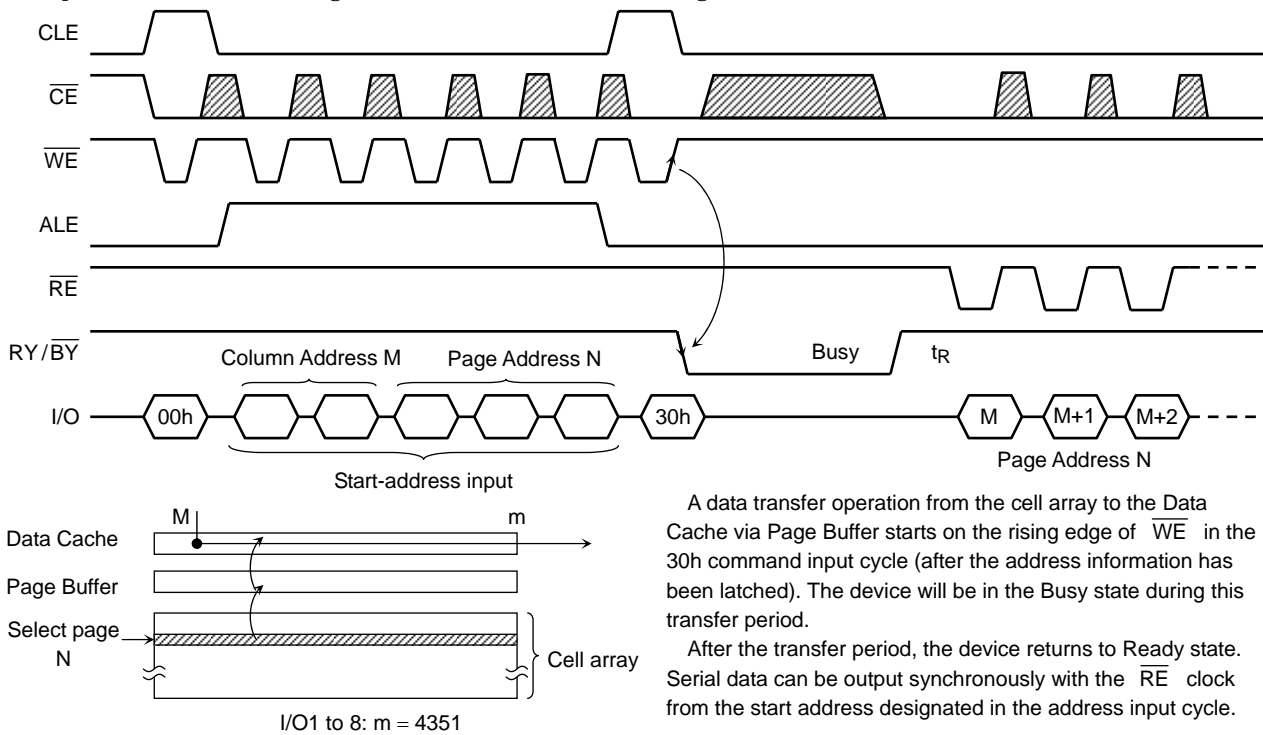 CLE
CE
WE
ALE
RE
RY/BY
Busy
tR
Column Address M
Page Address N
I/O
00h
30h
M
M+1
M+2
Start-address input
Page Address N
M
m
Data Cache
Page Buffer
Select page
N
Cell array
I/O1 to 8: m = 4351
A data transfer operation from the cell array to the Data
Cache via Page Buffer starts on the rising edge of WE in the
30h command input cycle (after the address information has
been latched). The device will be in the Busy state during this
transfer period.
After the transfer period, the device returns to Ready state.
Serial data can be output synchronously with the RE clock
from the start address designated in the address input cycle.